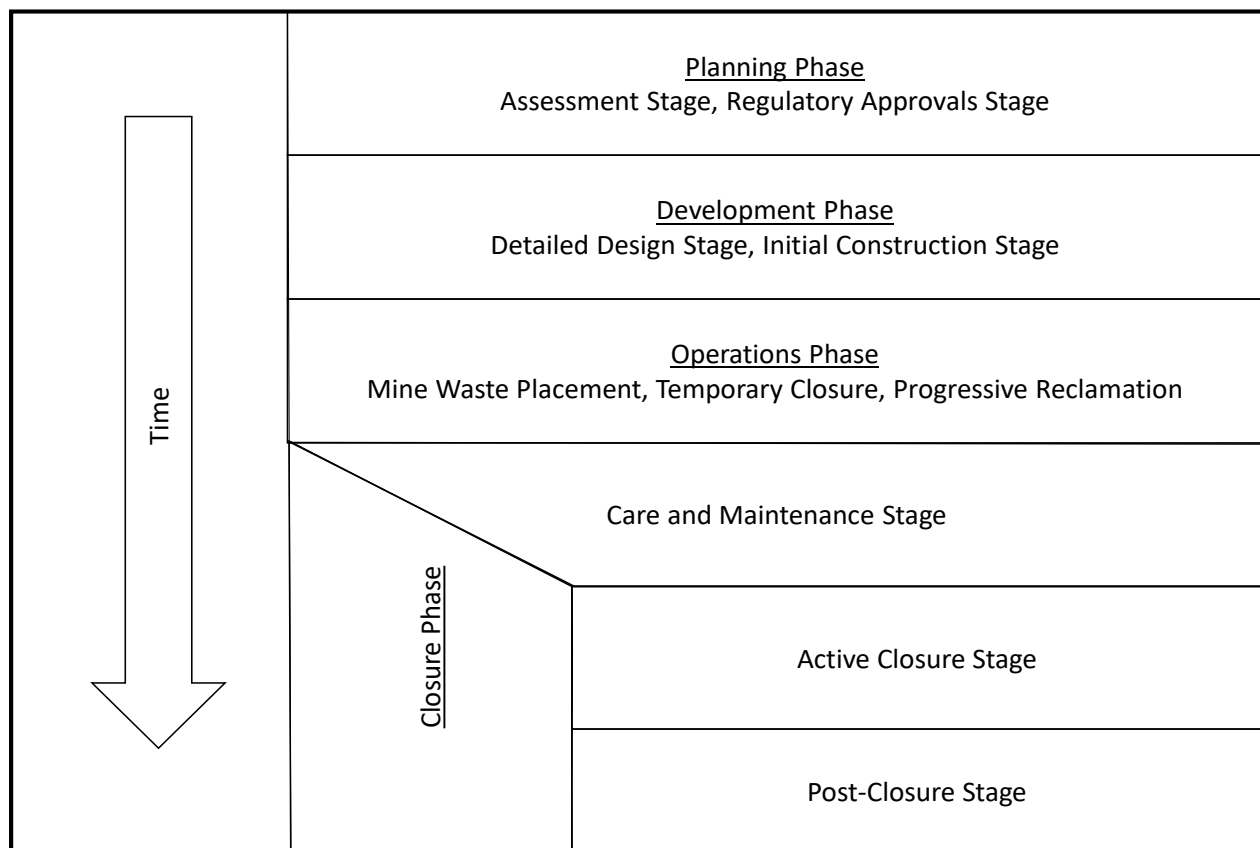 Planning Phase
Assessment Stage, Regulatory Approvals Stage
Development Phase
Detailed Design Stage, Initial Construction Stage
Operations Phase
Mine Waste Placement, Temporary Closure, Progressive Reclamation
Time
Care and Maintenance Stage
Closure Phase
Active Closure Stage
Post-Closure Stage